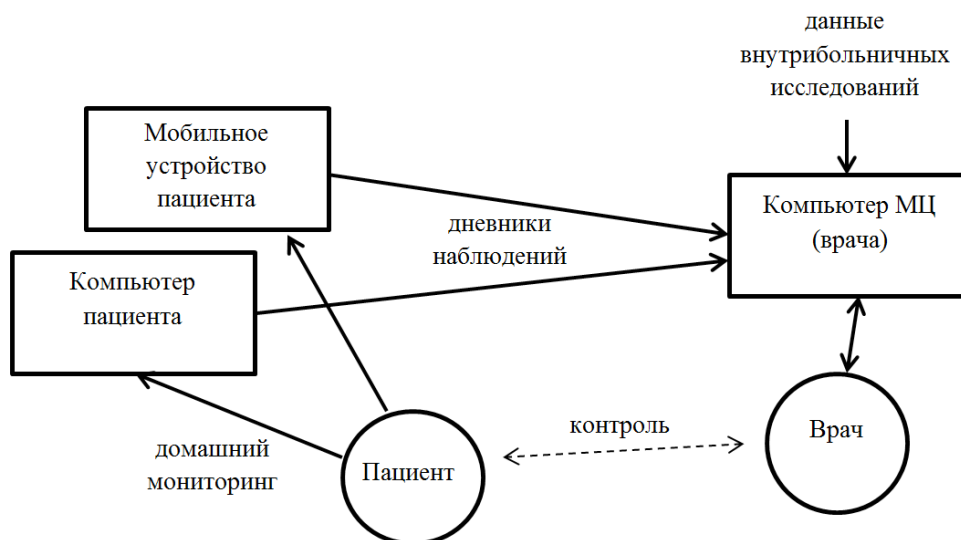 данные
внутрибольничных
исследований
Мобильное
устройство
пациента
Компьютер МЦ
(врача)
дневники
наблюдений
Компьютер
пациента
контроль
Врач
домашний
мониторинг
Пациент